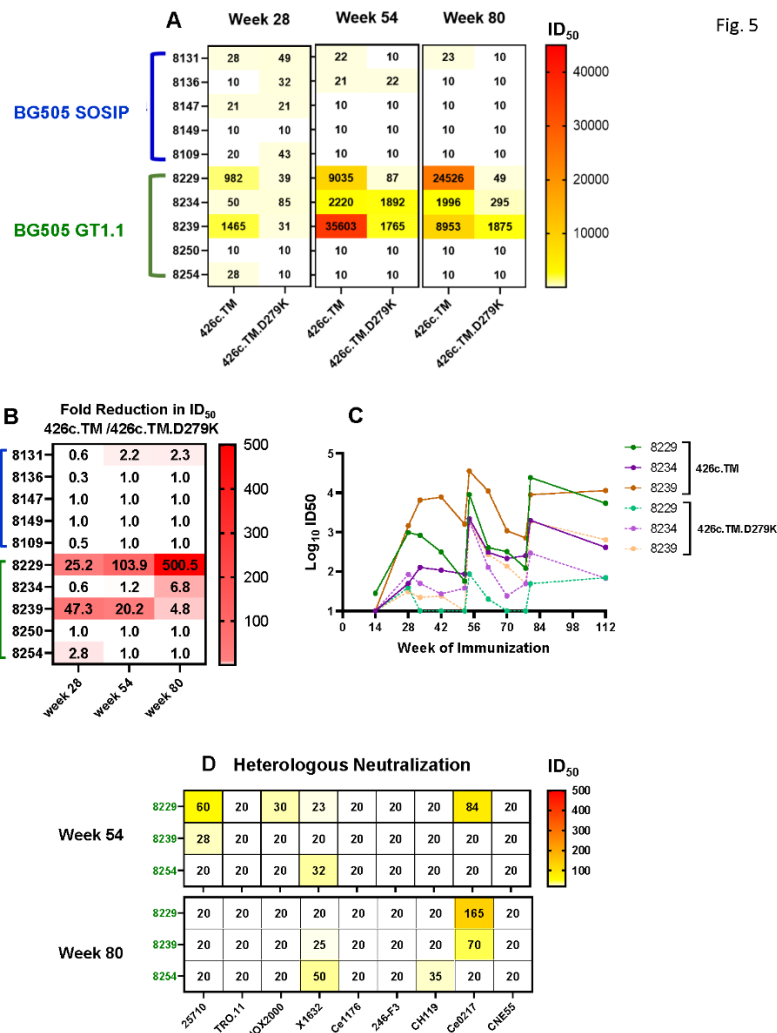 Fig. 5
A
Week 28 Week 54 Week 80
ID50
BG505 SOSIP
BG505 GT1.1
8131 28 49 22 10 23 10
8136 10 32 21 22 10 10
8147 21 21 10 10 10 10
8149 10 10 10 10 10 10
8109 20 43 10 10 10 10
8229 982 39 9035 87 24526 49
8234 50 85 2220 1892 1996 295
8239 1465 31 35603 1765 8953 1875
8250 10 10 10 10 10 10
8254 28 10 10 10 10 10
426c.TM 426c.TM.D279K 426c.TM 426c.TM.D279K 426c.TM 426c.TM.D279K
40000
30000
20000
10000
B
Fold Reduction in ID50
426c.TM /426c.TM.D279K
8131 0.6 2.2 2.3
8136 0.3 1.0 1.0
8147 1.0 1.0 1.0
8149 1.0 1.0 1.0
8109 0.5 1.0 1.0
8229 25.2 103.9 500.5
8234 0.6 1.2 6.8
8239 47.3 20.2 4.8
8250 1.0 1.0 1.0
8254 2.8 1.0 1.0
week 28 week 54 week 80
500
400
300
200
100
C
Log10 ID50
5
4
3
2
1
0 14 28 42 56 70 84 98 112
Week of Immunization
8229
8234
8239
426c.TM
8229
8234
8239
426c.TM.D279K
D Heterologous Neutralization
ID50
Week 54
8229 60 20 30 23 20 20 20 84 20
8239 28 20 20 20 20 20 20 20 20
8254 20 20 20 32 20 20 20 20 20
Week 80
8229 20 20 20 20 20 20 20 165 20
8239 20 20 20 25 20 20 20 70 20
8254 20 20 20 50 20 20 35 20 20
25710 TRO.11 X1632 Ce1176 246-F3 CH119 Ce0217 CNE55
500
400
300
200
100